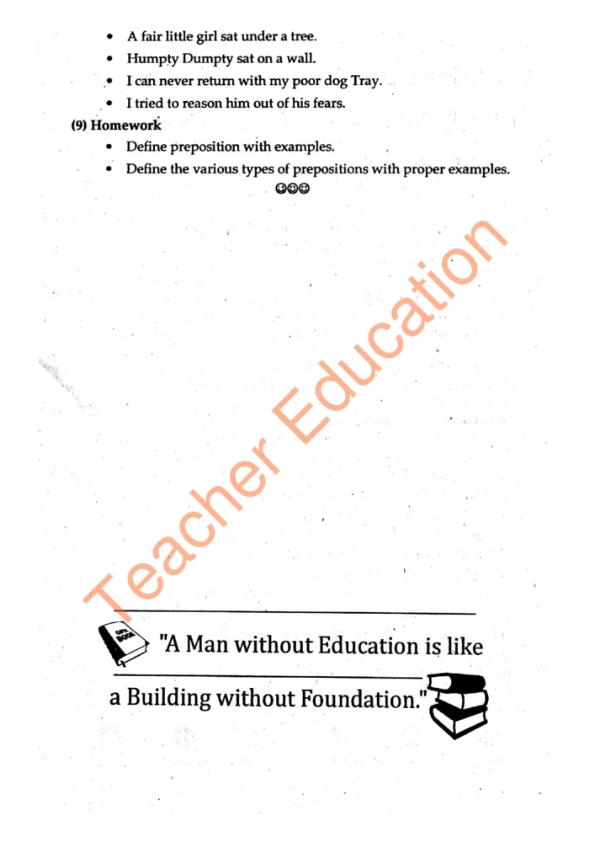 • A fair little girl sat under a tree.
• Humpty Dumpty sat on a wall.
• I can never return with my poor dog Tray.
• I tried to reason him out of his fears.
(9) Homework
• Define preposition with examples.
• Define the various types of prepositions with proper examples.
☺☺☺
Teacher Education
"A Man without Education is like
a Building without Foundation."